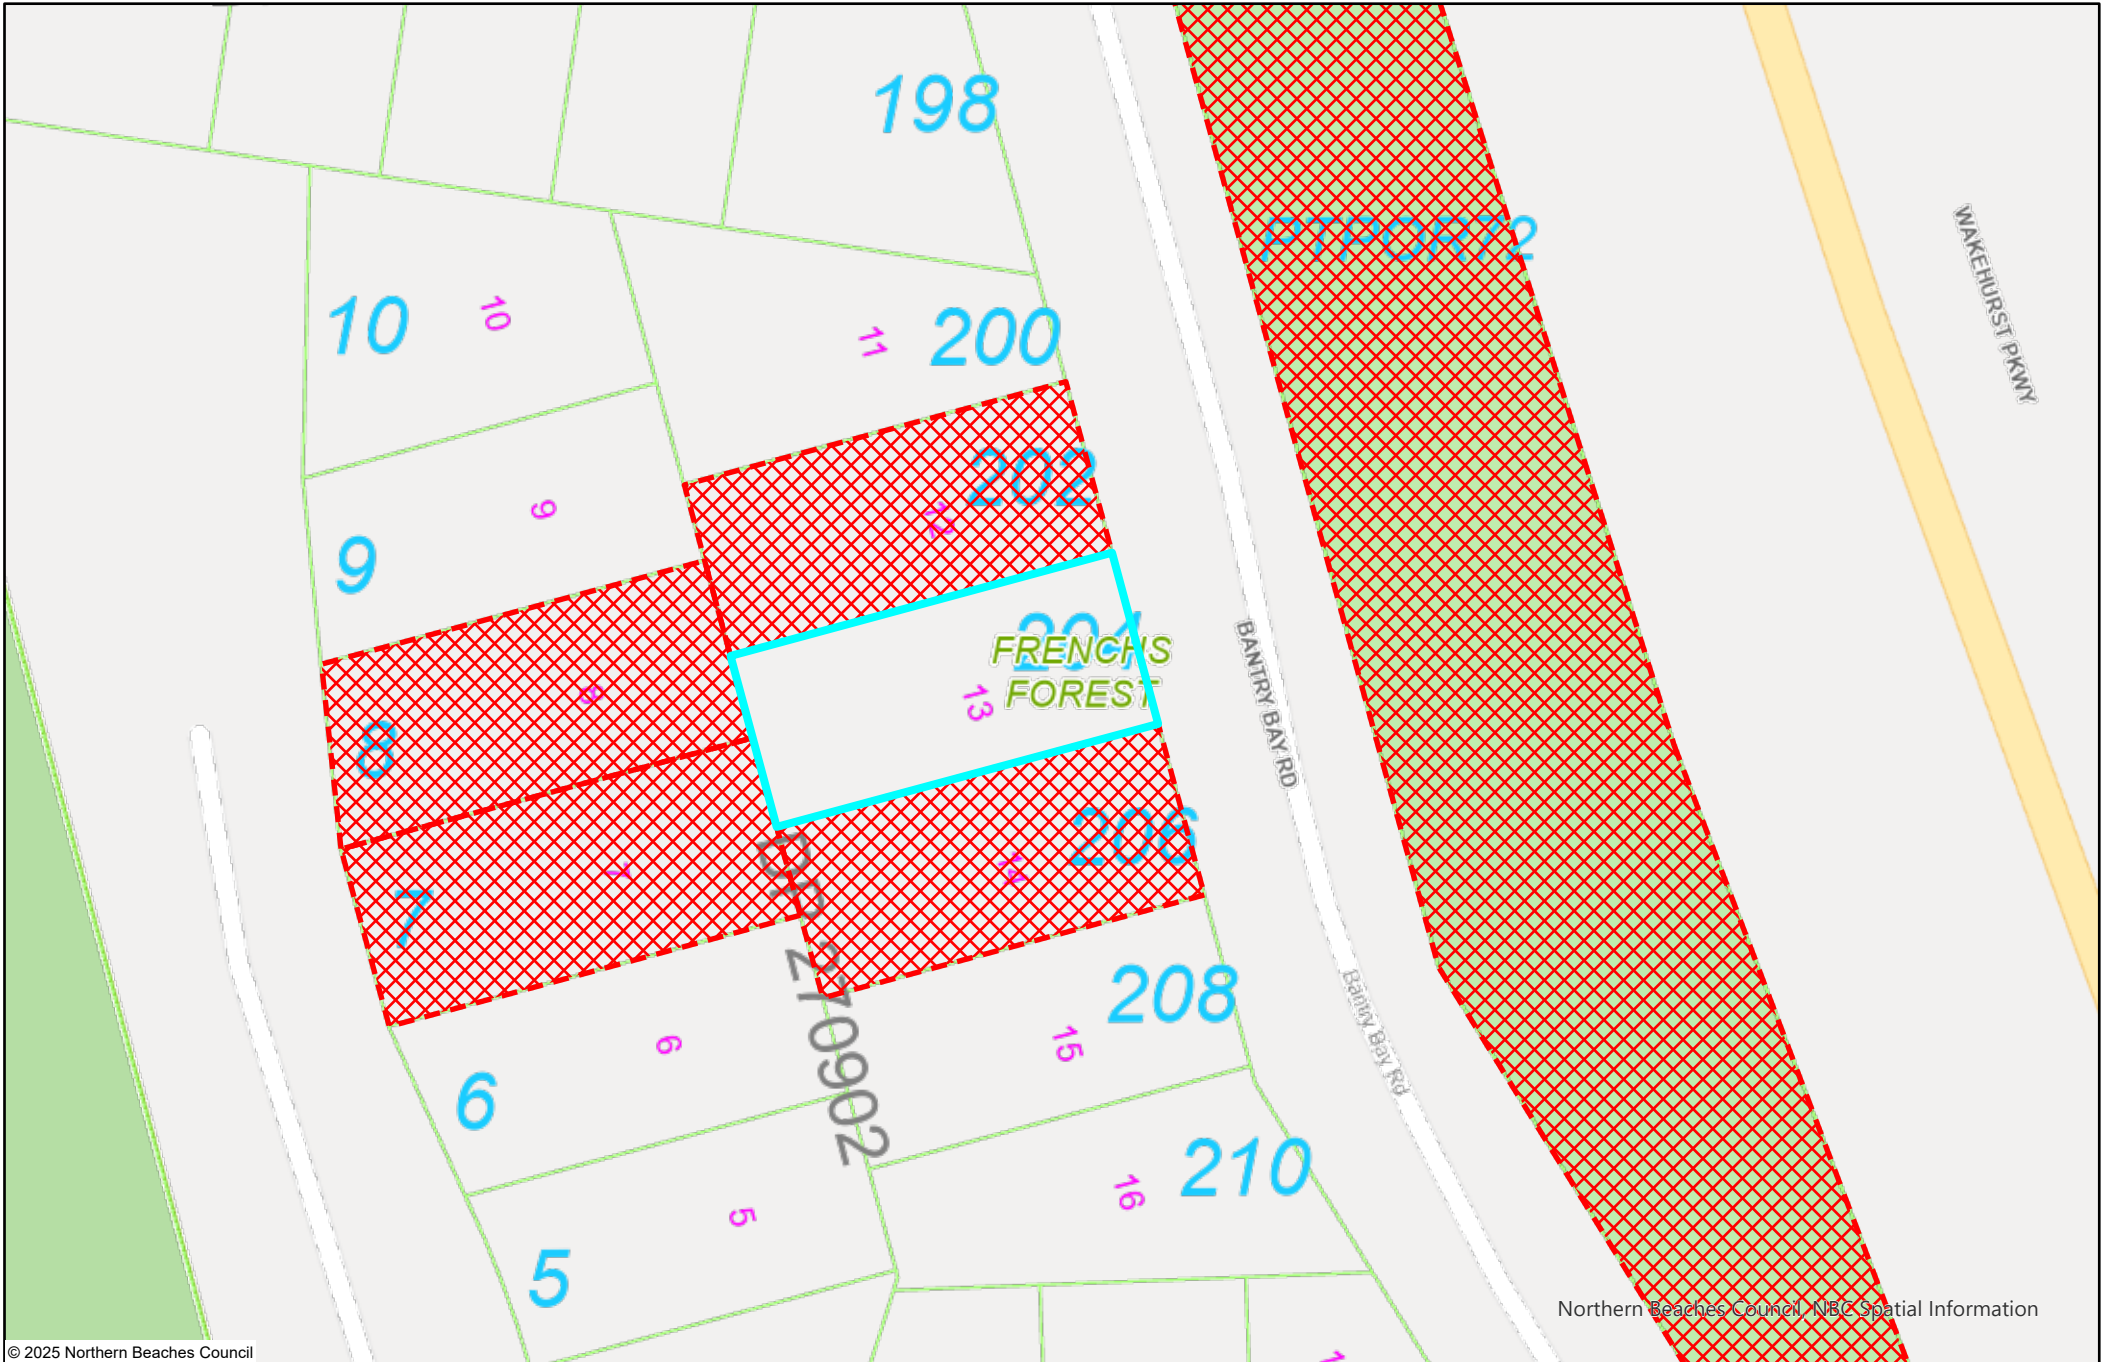 198
PTPOR72
WAKEHURST PKWY
10
10
11
200
202
12
9
9
204
FRENCHS
FOREST
13
BANTRY BAY RD
8
8
7
7
206
14
DP 270902
208
15
Bantry Bay Rd
6
6
210
16
5
5
Northern Beaches Council, NBC Spatial Information
© 2025 Northern Beaches Council